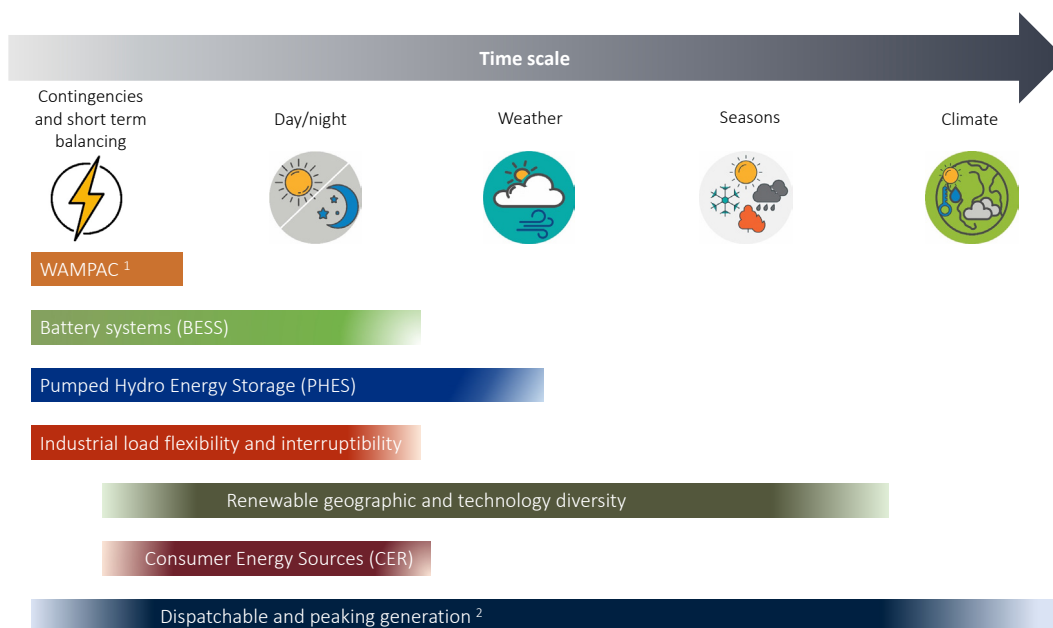 Time scale
Contingencies
and short term
balancing
Day/night
Weather
Seasons
Climate
WAMPAC 1
Battery systems (BESS)
Pumped Hydro Energy Storage (PHES)
Industrial load flexibility and interruptibility
Renewable geographic and technology diversity
Consumer Energy Sources (CER)
Dispatchable and peaking generation 2